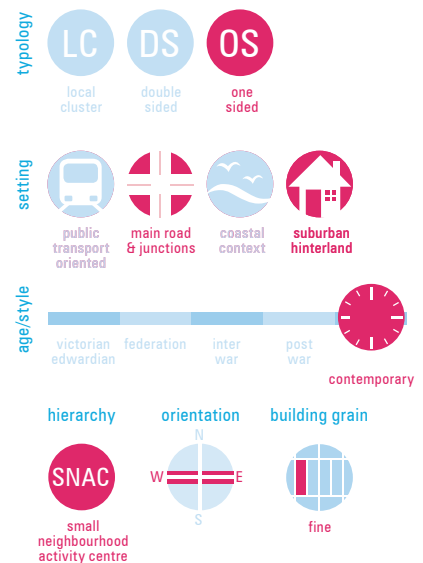 typology
LC
DS
OS
local
cluster
double
sided
one
sided
setting
public
transport
oriented
main road
& junctions
coastal
context
suburban
hinterland
age/style
victorian
edwardian
federation
inter
war
post
war
contemporary
hierarchy
orientation
building grain
SNAC
N
W
E
S
small
neighbourhood
activity centre
fine